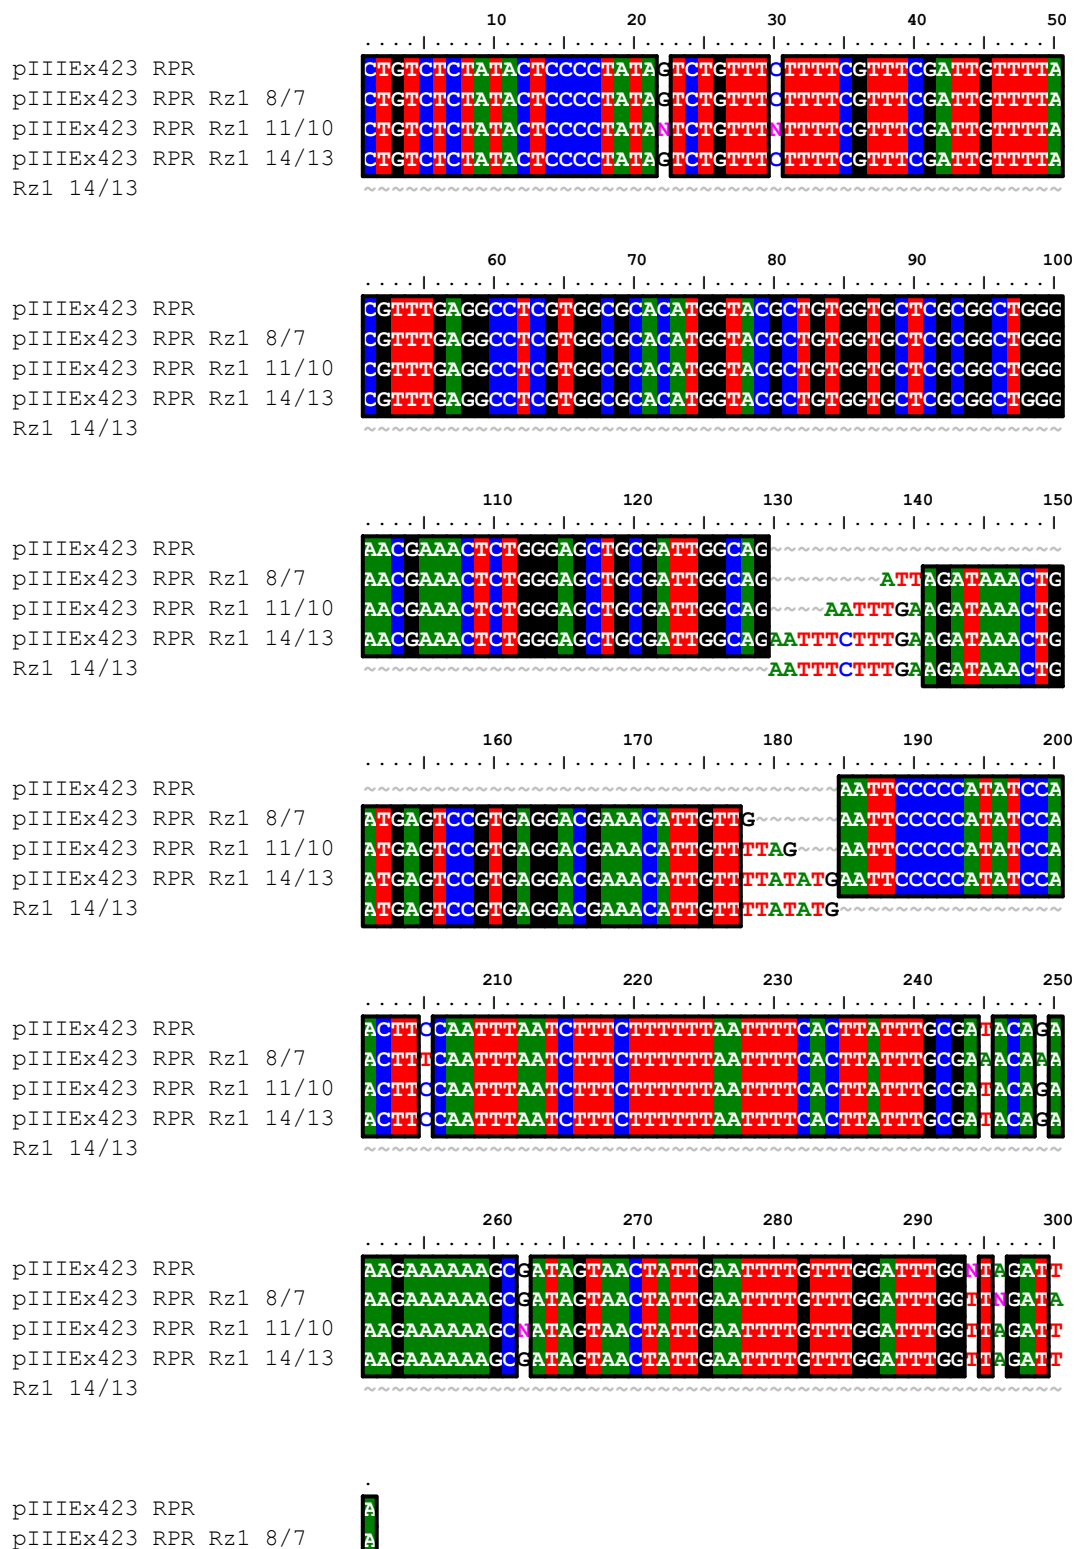 10 20 30 40 50
. . . . | . . . . | . . . . | . . . . | . . . . | . . . . | . . . . | . . . . | . . . . | . . . . |
pIIIEx423 RPR CTGTCTCTATACTCCCCTATAGTCTGTTTCTTTTCGTTTCGATTGTTTTA
pIIIEx423 RPR Rz1 8/7 CTGTCTCTATACTCCCCTATAGTCTGTTTCTTTTCGTTTCGATTGTTTTA
pIIIEx423 RPR Rz1 11/10 CTGTCTCTATACTCCCCTATANTCTGTTTNTTTTCGTTTCGATTGTTTTA
pIIIEx423 RPR Rz1 14/13 CTGTCTCTATACTCCCCTATAGTCTGTTTCTTTTCGTTTCGATTGTTTTA
Rz1 14/13 ~~~~~~~~~~~~~~~~~~~~~~~~~~~~~~~~~~~~~~~~~~~~~~~~~~
60 70 80 90 100
. . . . | . . . . | . . . . | . . . . | . . . . | . . . . | . . . . | . . . . | . . . . | . . . . |
pIIIEx423 RPR CGTTTGAGGCCTCGTGGCGCACATGGTACGCTGTGGTGCTCGCGGCTGGG
pIIIEx423 RPR Rz1 8/7 CGTTTGAGGCCTCGTGGCGCACATGGTACGCTGTGGTGCTCGCGGCTGGG
pIIIEx423 RPR Rz1 11/10 CGTTTGAGGCCTCGTGGCGCACATGGTACGCTGTGGTGCTCGCGGCTGGG
pIIIEx423 RPR Rz1 14/13 CGTTTGAGGCCTCGTGGCGCACATGGTACGCTGTGGTGCTCGCGGCTGGG
Rz1 14/13 ~~~~~~~~~~~~~~~~~~~~~~~~~~~~~~~~~~~~~~~~~~~~~~~~~~
110 120 130 140 150
. . . . | . . . . | . . . . | . . . . | . . . . | . . . . | . . . . | . . . . | . . . . | . . . . |
pIIIEx423 RPR AACGAAACTCTGGGAGCTGCGATTGGCAG~~~~~~~~~~~~~~~~~~~~~
pIIIEx423 RPR Rz1 8/7 AACGAAACTCTGGGAGCTGCGATTGGCAG~~~~~~~~ATTAGATAAACTG
pIIIEx423 RPR Rz1 11/10 AACGAAACTCTGGGAGCTGCGATTGGCAG~~~~AATTTGAAGATAAACTG
pIIIEx423 RPR Rz1 14/13 AACGAAACTCTGGGAGCTGCGATTGGCAGAATTTCTTTGAAGATAAACTG
Rz1 14/13 ~~~~~~~~~~~~~~~~~~~~~~~~~~~~~AATTTCTTTGAAGATAAACTG
160 170 180 190 200
. . . . | . . . . | . . . . | . . . . | . . . . | . . . . | . . . . | . . . . | . . . . | . . . . |
pIIIEx423 RPR ~~~~~~~~~~~~~~~~~~~~~~~~~~~~~~~~~~AATTCCCCCATATCCA
pIIIEx423 RPR Rz1 8/7 ATGAGTCCGTGAGGACGAAACATTGTTG~~~~~~AATTCCCCCATATCCA
pIIIEx423 RPR Rz1 11/10 ATGAGTCCGTGAGGACGAAACATTGTTTTAG~~~AATTCCCCCATATCCA
pIIIEx423 RPR Rz1 14/13 ATGAGTCCGTGAGGACGAAACATTGTTTTATATGAATTCCCCCATATCCA
Rz1 14/13 ATGAGTCCGTGAGGACGAAACATTGTTTTATATG~~~~~~~~~~~~~~~~
210 220 230 240 250
. . . . | . . . . | . . . . | . . . . | . . . . | . . . . | . . . . | . . . . | . . . . | . . . . |
pIIIEx423 RPR ACTTCCAATTTAATCTTTCTTTTTTAATTTTCACTTATTTGCGATACAGA
pIIIEx423 RPR Rz1 8/7 ACTTTCAATTTAATCTTTCTTTTTTAATTTTCACTTATTTGCGAAACAAA
pIIIEx423 RPR Rz1 11/10 ACTTCCAATTTAATCTTTCTTTTTTAATTTTCACTTATTTGCGATACAGA
pIIIEx423 RPR Rz1 14/13 ACTTCCAATTTAATCTTTCTTTTTTAATTTTCACTTATTTGCGATACAGA
Rz1 14/13 ~~~~~~~~~~~~~~~~~~~~~~~~~~~~~~~~~~~~~~~~~~~~~~~~~~
260 270 280 290 300
. . . . | . . . . | . . . . | . . . . | . . . . | . . . . | . . . . | . . . . | . . . . | . . . . |
pIIIEx423 RPR AAGAAAAAAGCGATAGTAACTATTGAATTTTGTTTGGATTTGGNTAGATT
pIIIEx423 RPR Rz1 8/7 AAGAAAAAAGCGATAGTAACTATTGAATTTTGTTTGGATTTGGTTNGATA
pIIIEx423 RPR Rz1 11/10 AAGAAAAAAGCNATAGTAACTATTGAATTTTGTTTGGATTTGGTTAGATT
pIIIEx423 RPR Rz1 14/13 AAGAAAAAAGCGATAGTAACTATTGAATTTTGTTTGGATTTGGTTAGATT
Rz1 14/13 ~~~~~~~~~~~~~~~~~~~~~~~~~~~~~~~~~~~~~~~~~~~~~~~~~~
.
pIIIEx423 RPR A
pIIIEx423 RPR Rz1 8/7 A